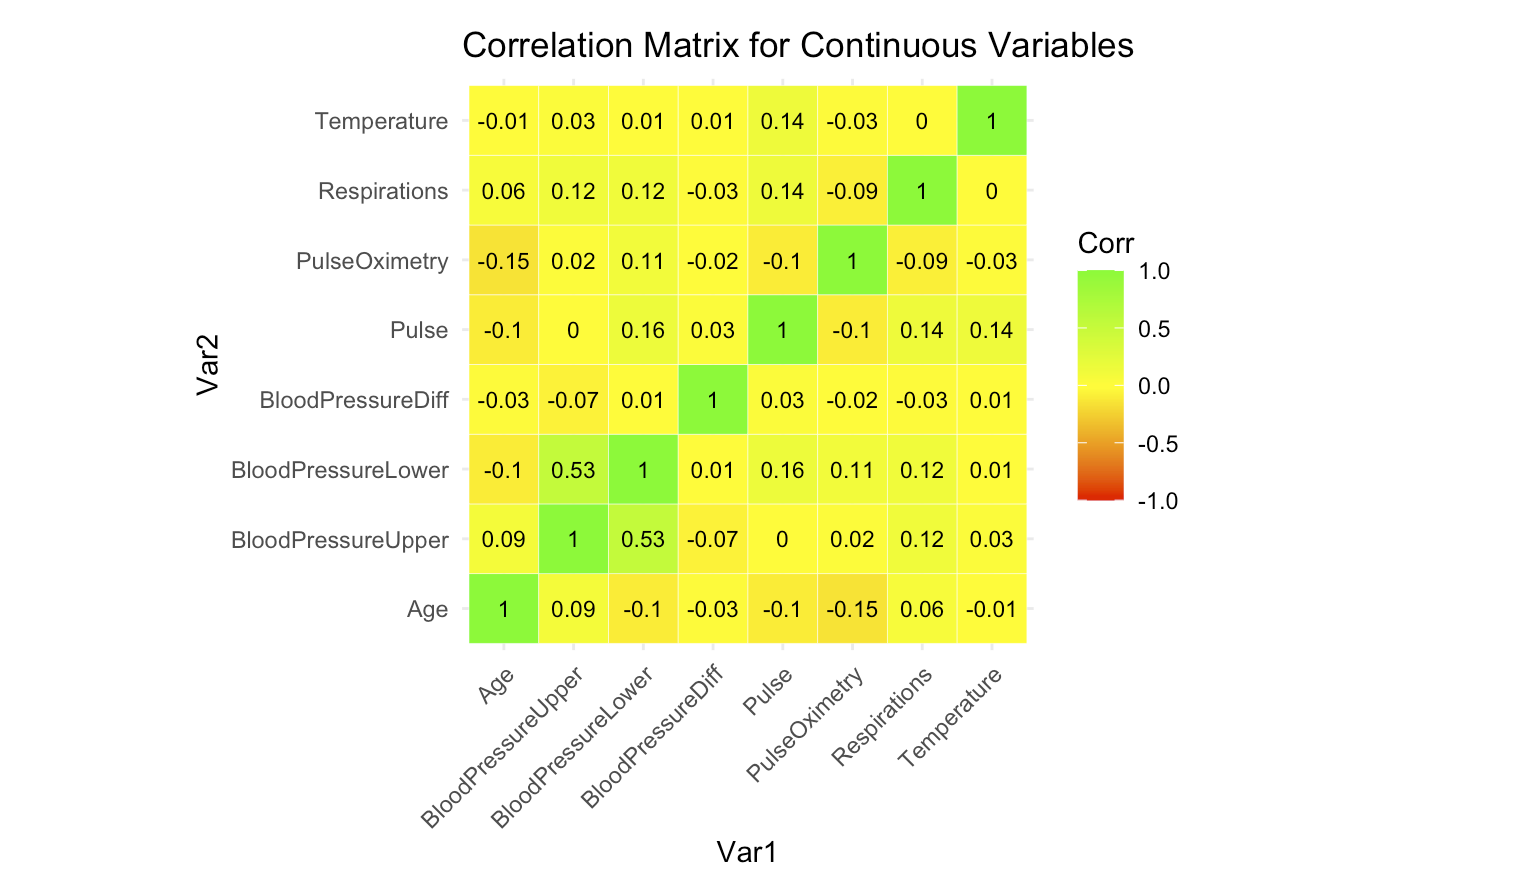 Correlation Matrix for Continuous Variables
Temperature -0.01 0.03 0.01 0.01 0.14 -0.03 0 1
Respirations 0.06 0.12 0.12 -0.03 0.14 -0.09 1 0
PulseOximetry -0.15 0.02 0.11 -0.02 -0.1 1 -0.09 -0.03
Pulse -0.1 0 0.16 0.03 1 -0.1 0.14 0.14
BloodPressureDiff -0.03 -0.07 0.01 1 0.03 -0.02 -0.03 0.01
BloodPressureLower -0.1 0.53 1 0.01 0.16 0.11 0.12 0.01
BloodPressureUpper 0.09 1 0.53 -0.07 0 0.02 0.12 0.03
Age 1 0.09 -0.1 -0.03 -0.1 -0.15 0.06 -0.01
Var2
Age
BloodPressureUpper
BloodPressureLower
BloodPressureDiff
Pulse
PulseOximetry
Respirations
Temperature
Var1
Corr
1.0
0.5
0.0
-0.5
-1.0